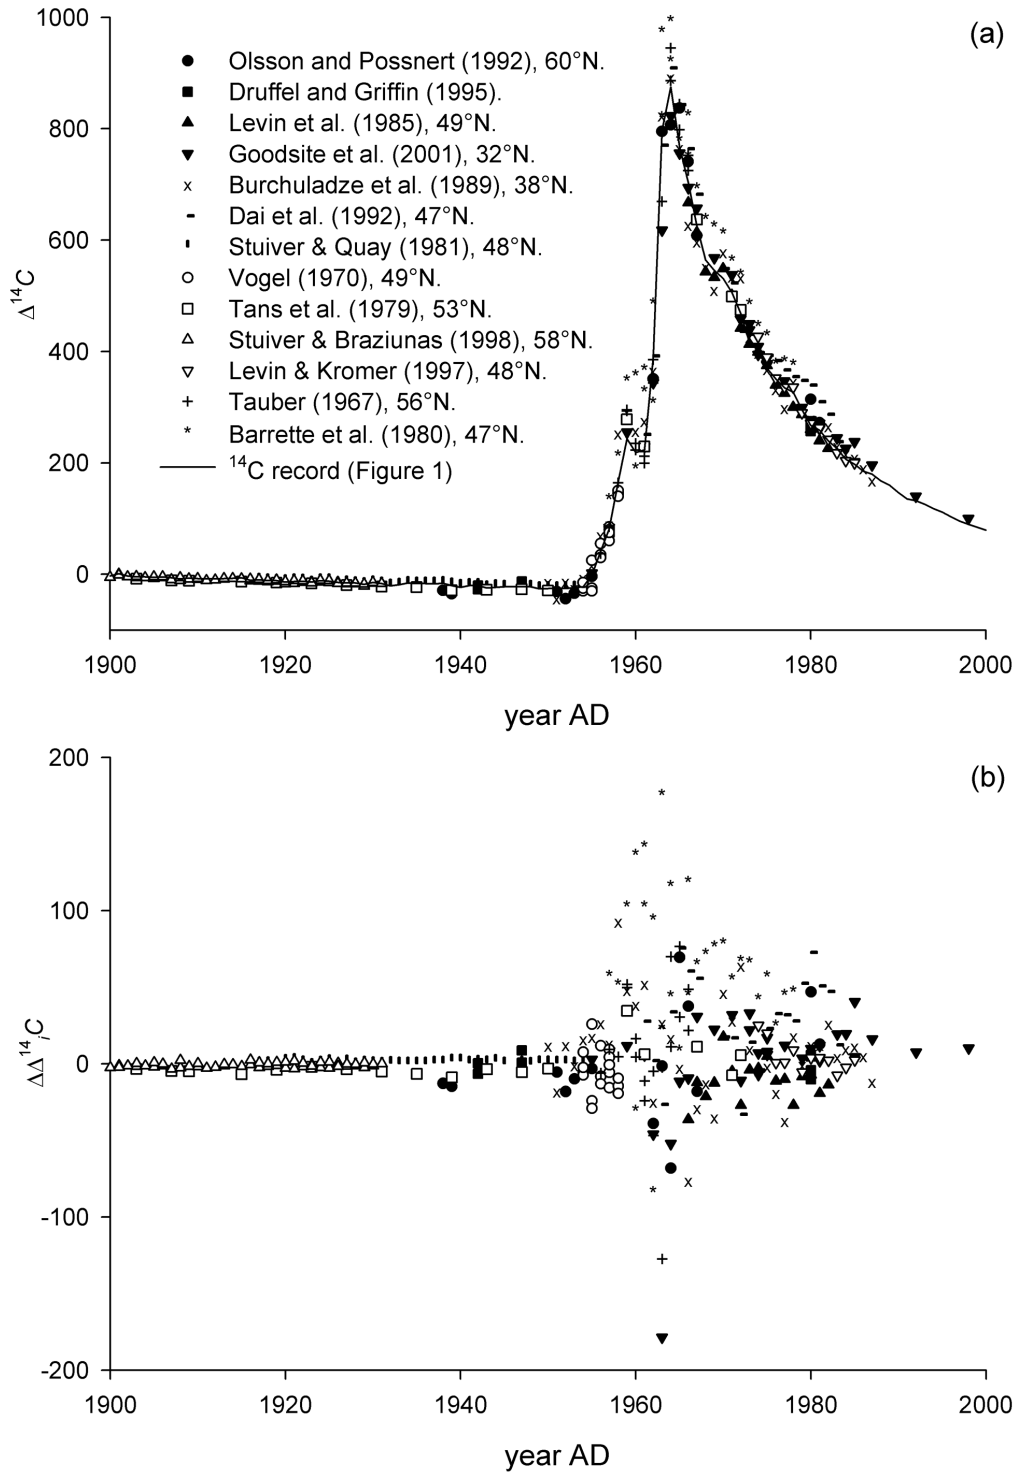 (a)
1000
800
600
400
200
0
Δ¹⁴C
Olsson and Possnert (1992), 60°N.
Druffel and Griffin (1995).
Levin et al. (1985), 49°N.
Goodsite et al. (2001), 32°N.
Burchuladze et al. (1989), 38°N.
Dai et al. (1992), 47°N.
Stuiver & Quay (1981), 48°N.
Vogel (1970), 49°N.
Tans et al. (1979), 53°N.
Stuiver & Braziunas (1998), 58°N.
Levin & Kromer (1997), 48°N.
Tauber (1967), 56°N.
Barrette et al. (1980), 47°N.
¹⁴C record (Figure 1)
1900 1920 1940 1960 1980 2000
year AD
(b)
200
100
0
-100
-200
ΔΔ¹⁴ᵢC
1900 1920 1940 1960 1980 2000
year AD